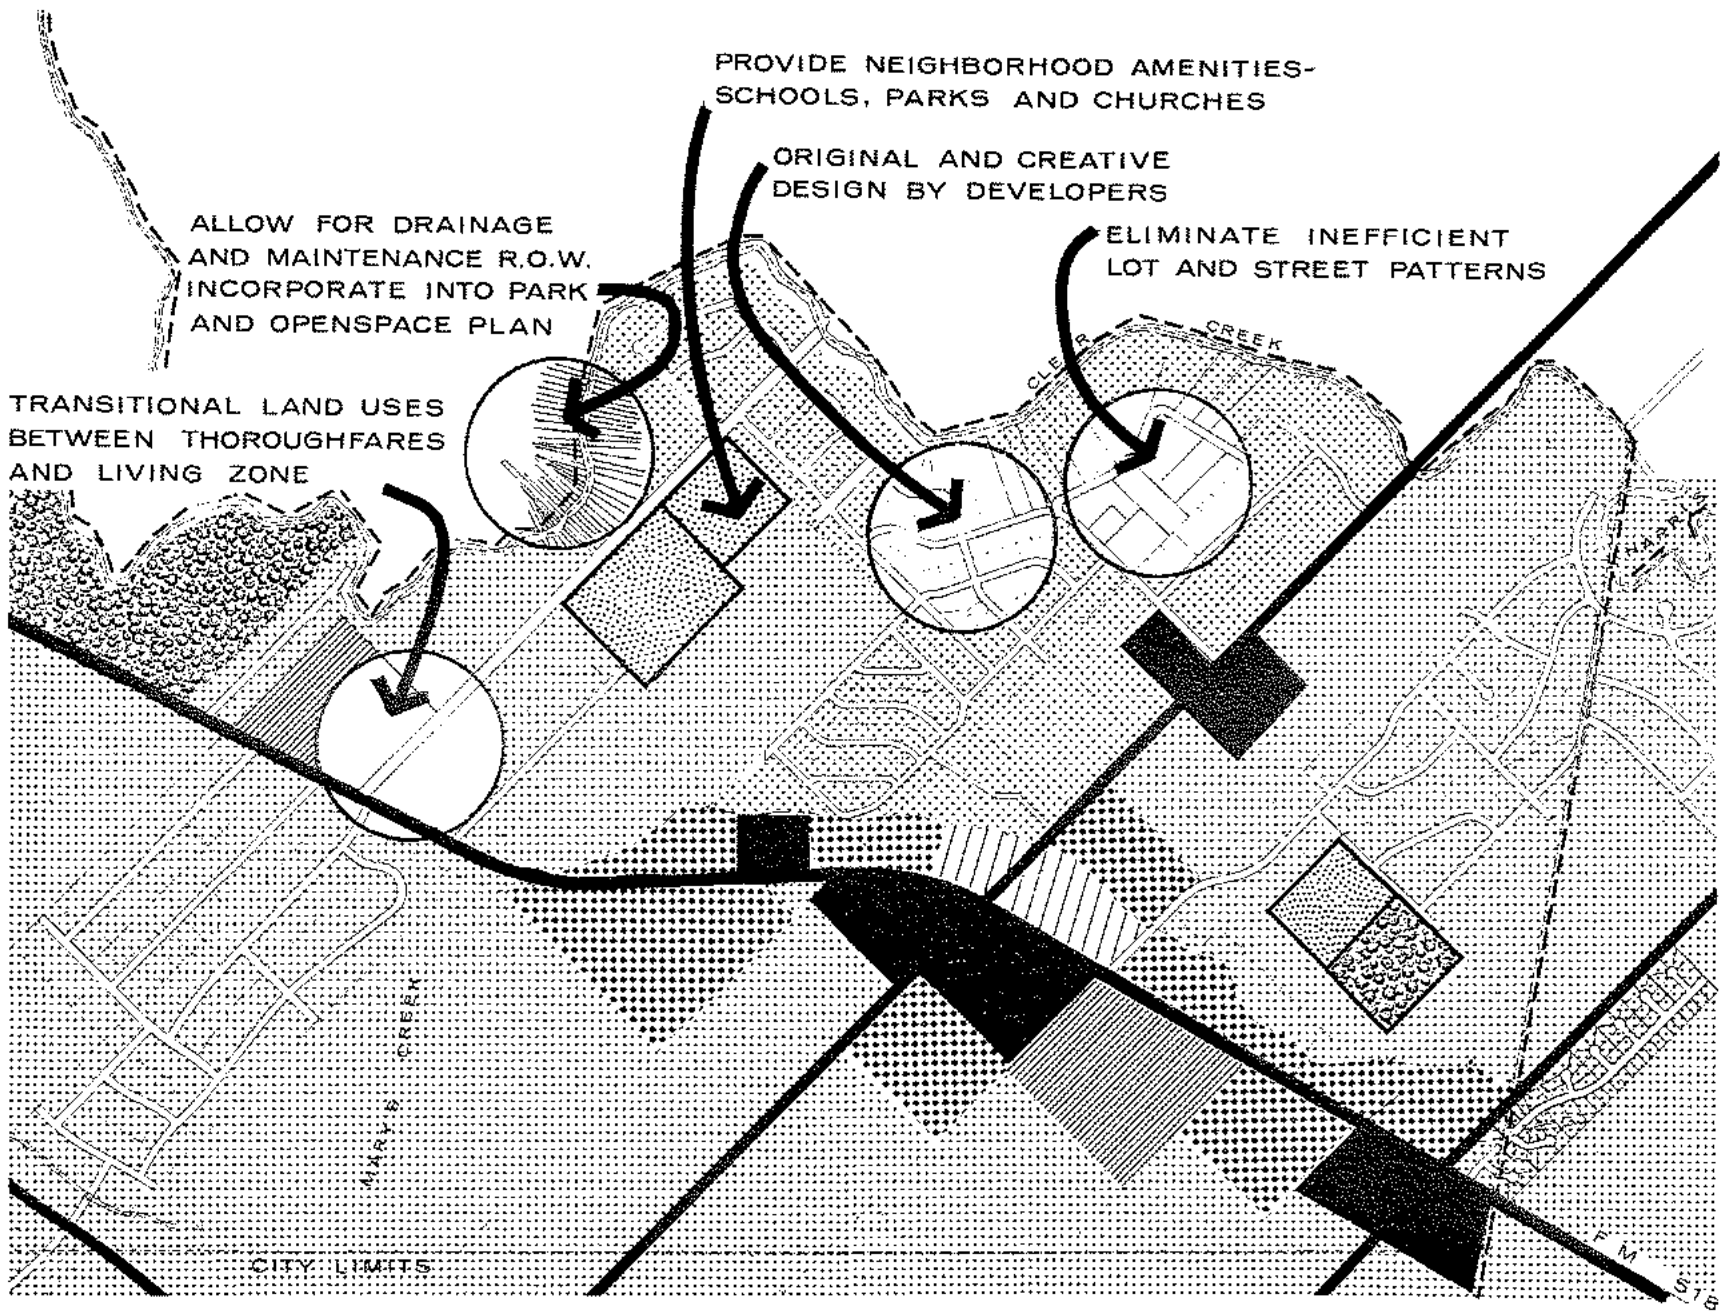 PROVIDE NEIGHBORHOOD AMENITIES-
SCHOOLS, PARKS AND CHURCHES
ORIGINAL AND CREATIVE
DESIGN BY DEVELOPERS
ALLOW FOR DRAINAGE
AND MAINTENANCE R.O.W.
INCORPORATE INTO PARK
AND OPENSPACE PLAN
ELIMINATE INEFFICIENT
LOT AND STREET PATTERNS
CLEAR CREEK
TRANSITIONAL LAND USES
BETWEEN THOROUGHFARES
AND LIVING ZONE
MARYS CREEK
CITY LIMITS
F M 518